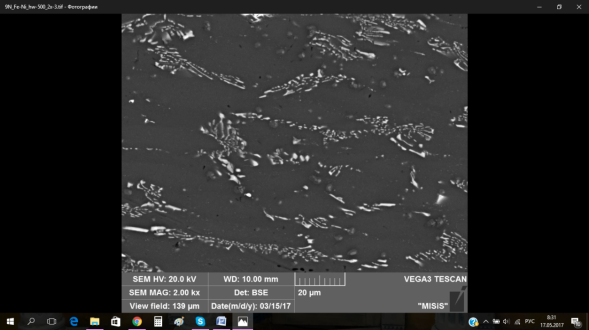 9N_Fe-Ni_hw-500_2x-3.tif - Фотографии
SEM HV: 20.0 kV WD: 10.00 mm VEGA3 TESCAN
SEM MAG: 2.00 kx Det: BSE 20 µm
View field: 139 µm Date(m/d/y): 03/15/17 "MISiS"
РУС 8:31
17.05.2017